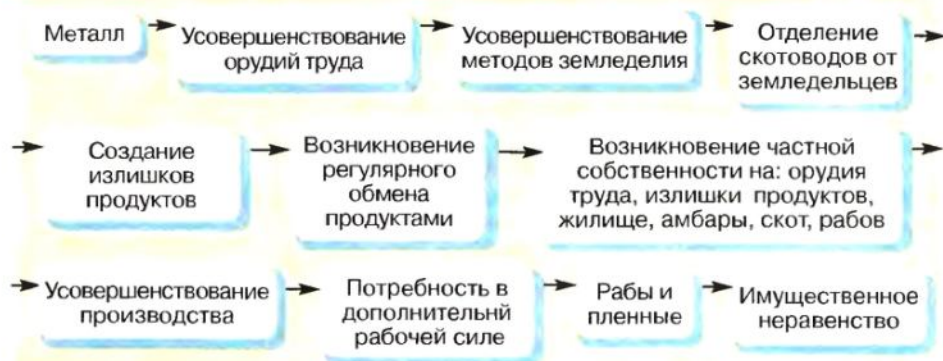 Металл
Усовершенствование
орудий труда
Усовершенствование
методов земледелия
Отделение
скотоводов от
земледельцев
Создание
излишков
продуктов
Возникновение
регулярного
обмена
продуктами
Возникновение частной
собственности на: орудия
труда, излишки продуктов,
жилище, амбары, скот, рабов
Усовершенствование
производства
Потребность в
дополнительнй
рабочей силе
Рабы и
пленные
Имущественное
неравенство